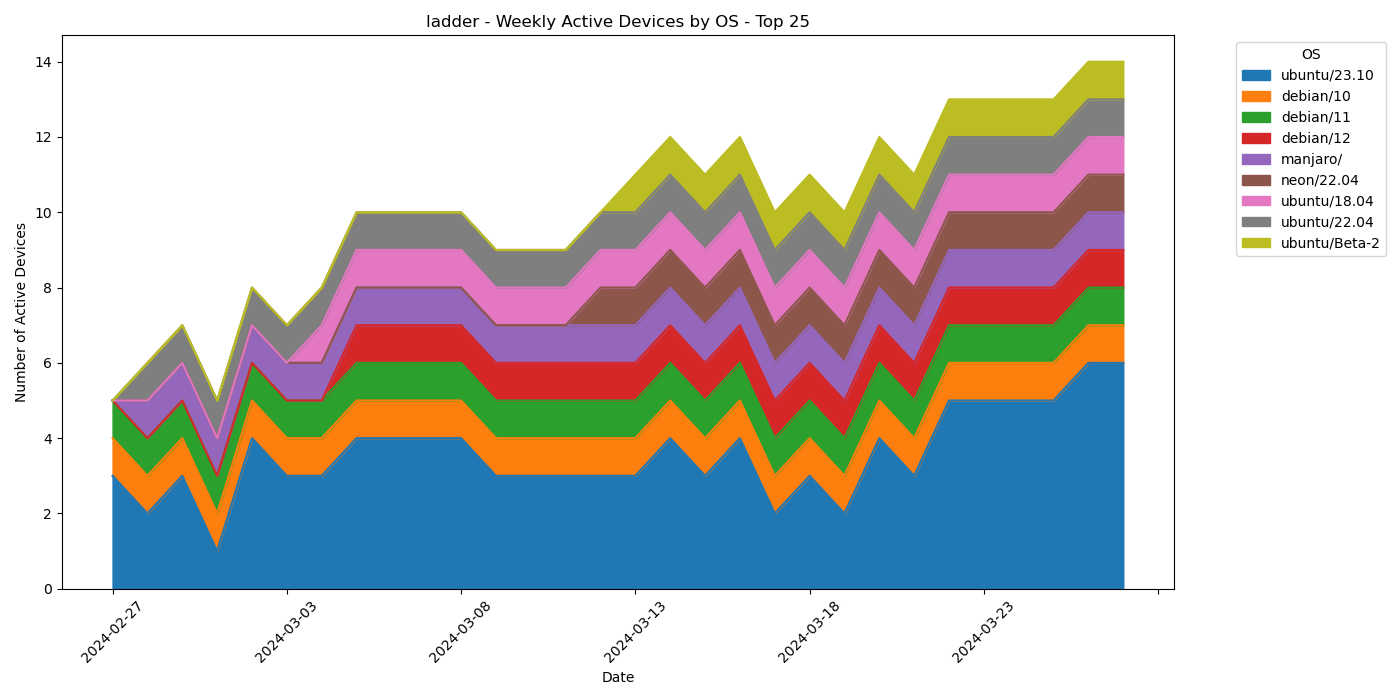 ladder - Weekly Active Devices by OS - Top 25
Number of Active Devices
14
12
10
8
6
4
2
0
2024-02-27
2024-03-03
2024-03-08
2024-03-13
2024-03-18
2024-03-23
Date
OS
ubuntu/23.10
debian/10
debian/11
debian/12
manjaro/
neon/22.04
ubuntu/18.04
ubuntu/22.04
ubuntu/Beta-2